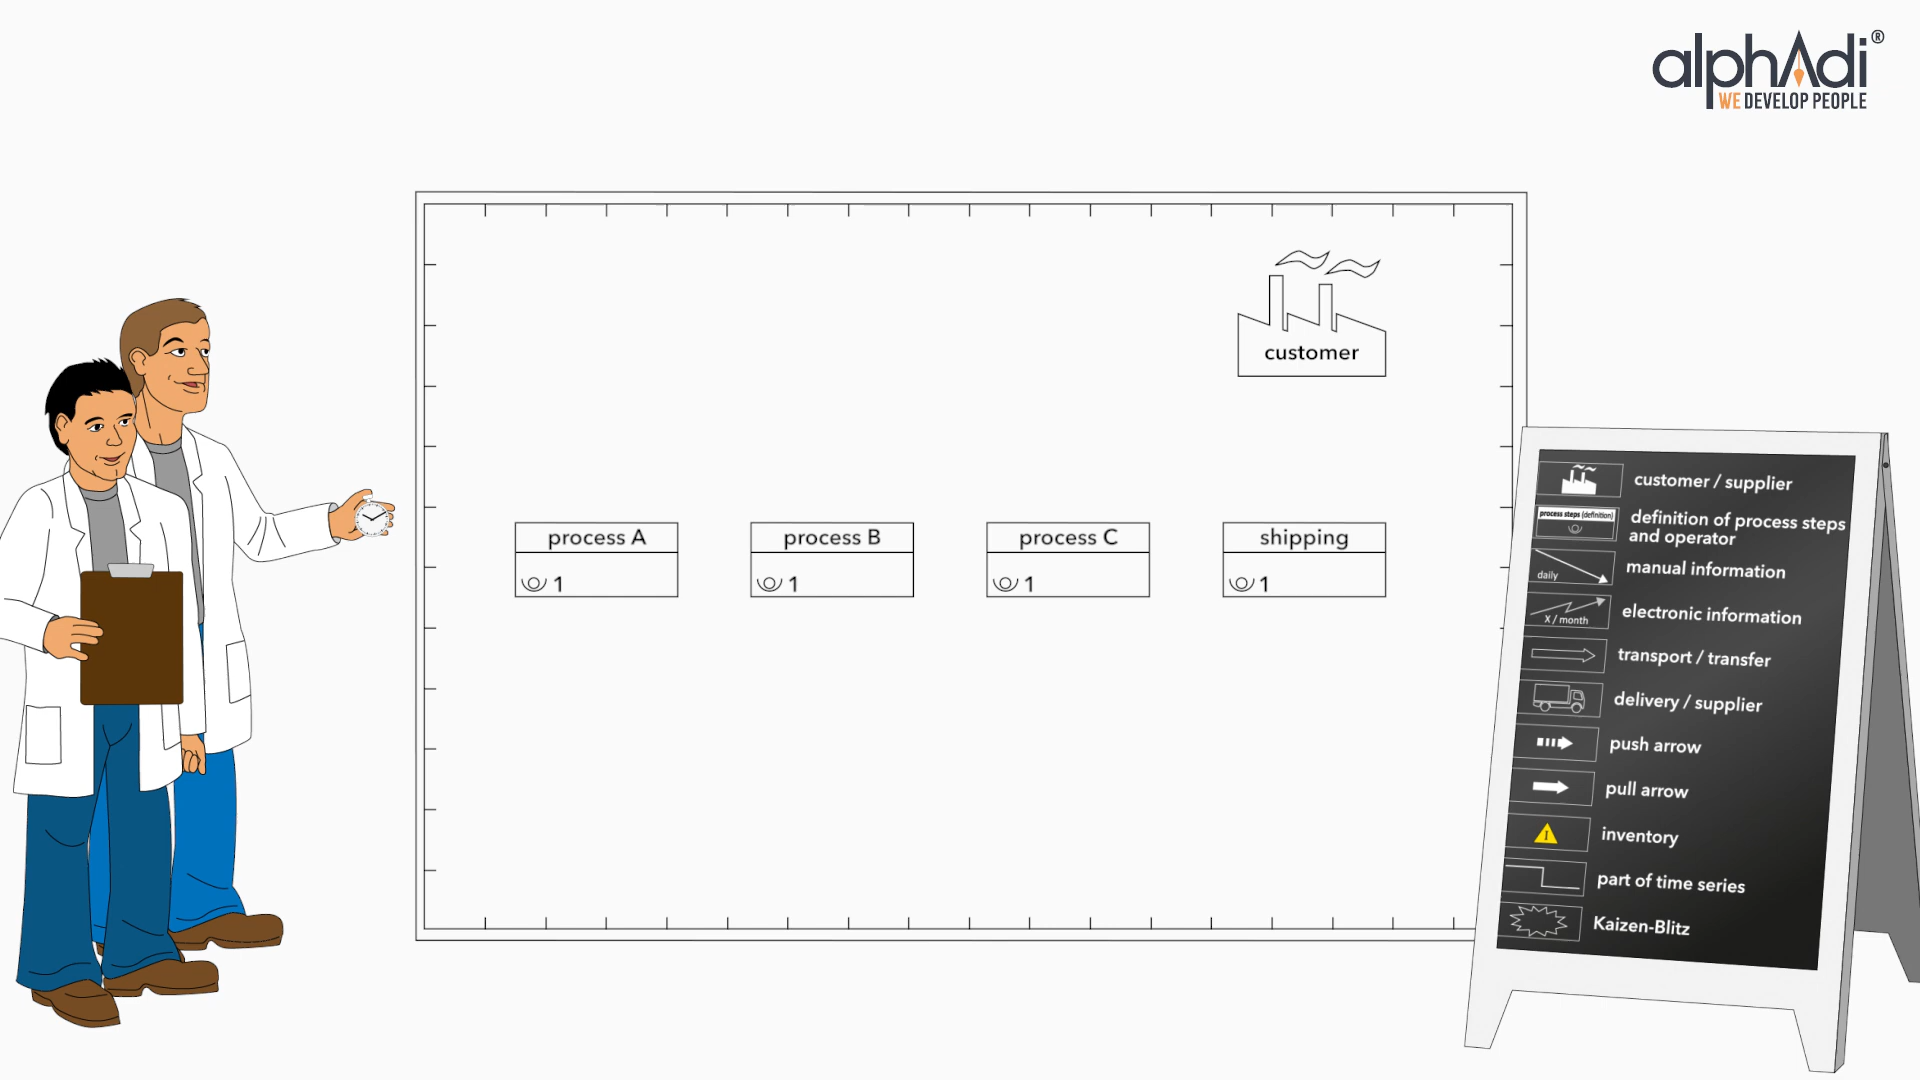 alphAdi®
WE DEVELOP PEOPLE
customer
process A
1
process B
1
process C
1
shipping
1
customer / supplier
process steps (definition)
definition of process steps
and operator
daily
manual information
X / month
electronic information
transport / transfer
delivery / supplier
push arrow
pull arrow
I
inventory
part of time series
Kaizen-Blitz